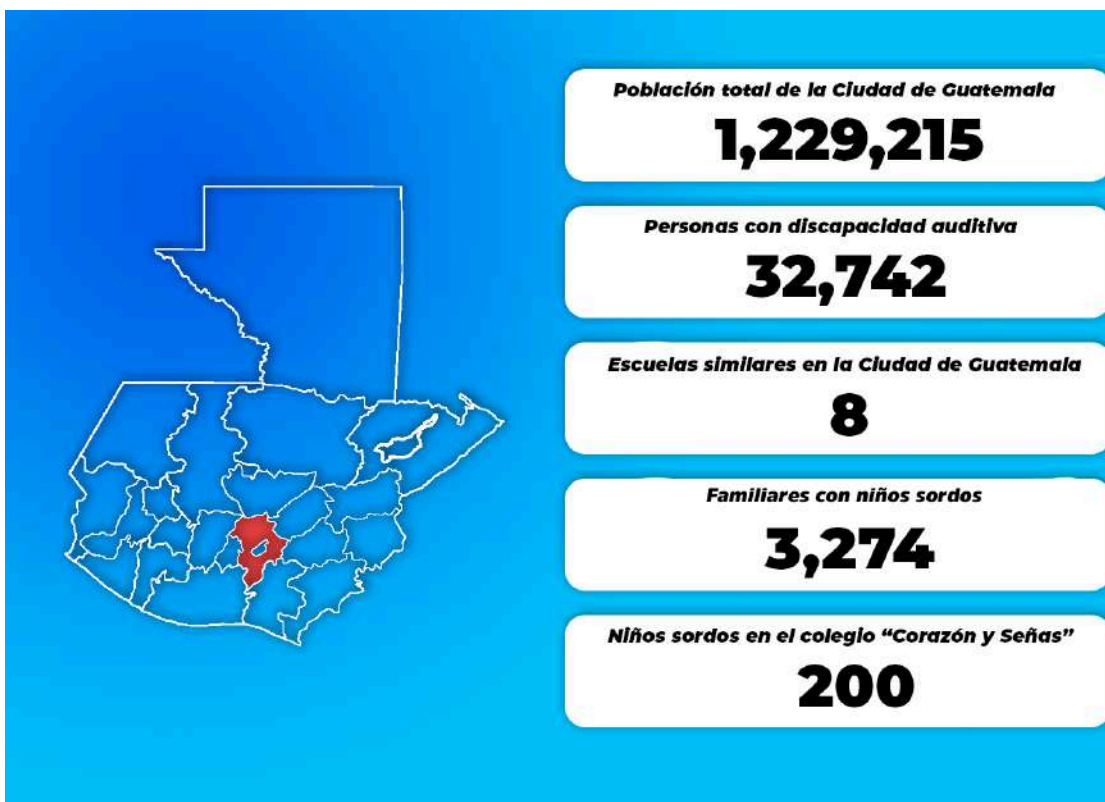 Población total de la Ciudad de Guatemala
1,229,215
Personas con discapacidad auditiva
32,742
Escuelas similares en la Ciudad de Guatemala
8
Familiares con niños sordos
3,274
Niños sordos en el colegio “Corazón y Señas”
200